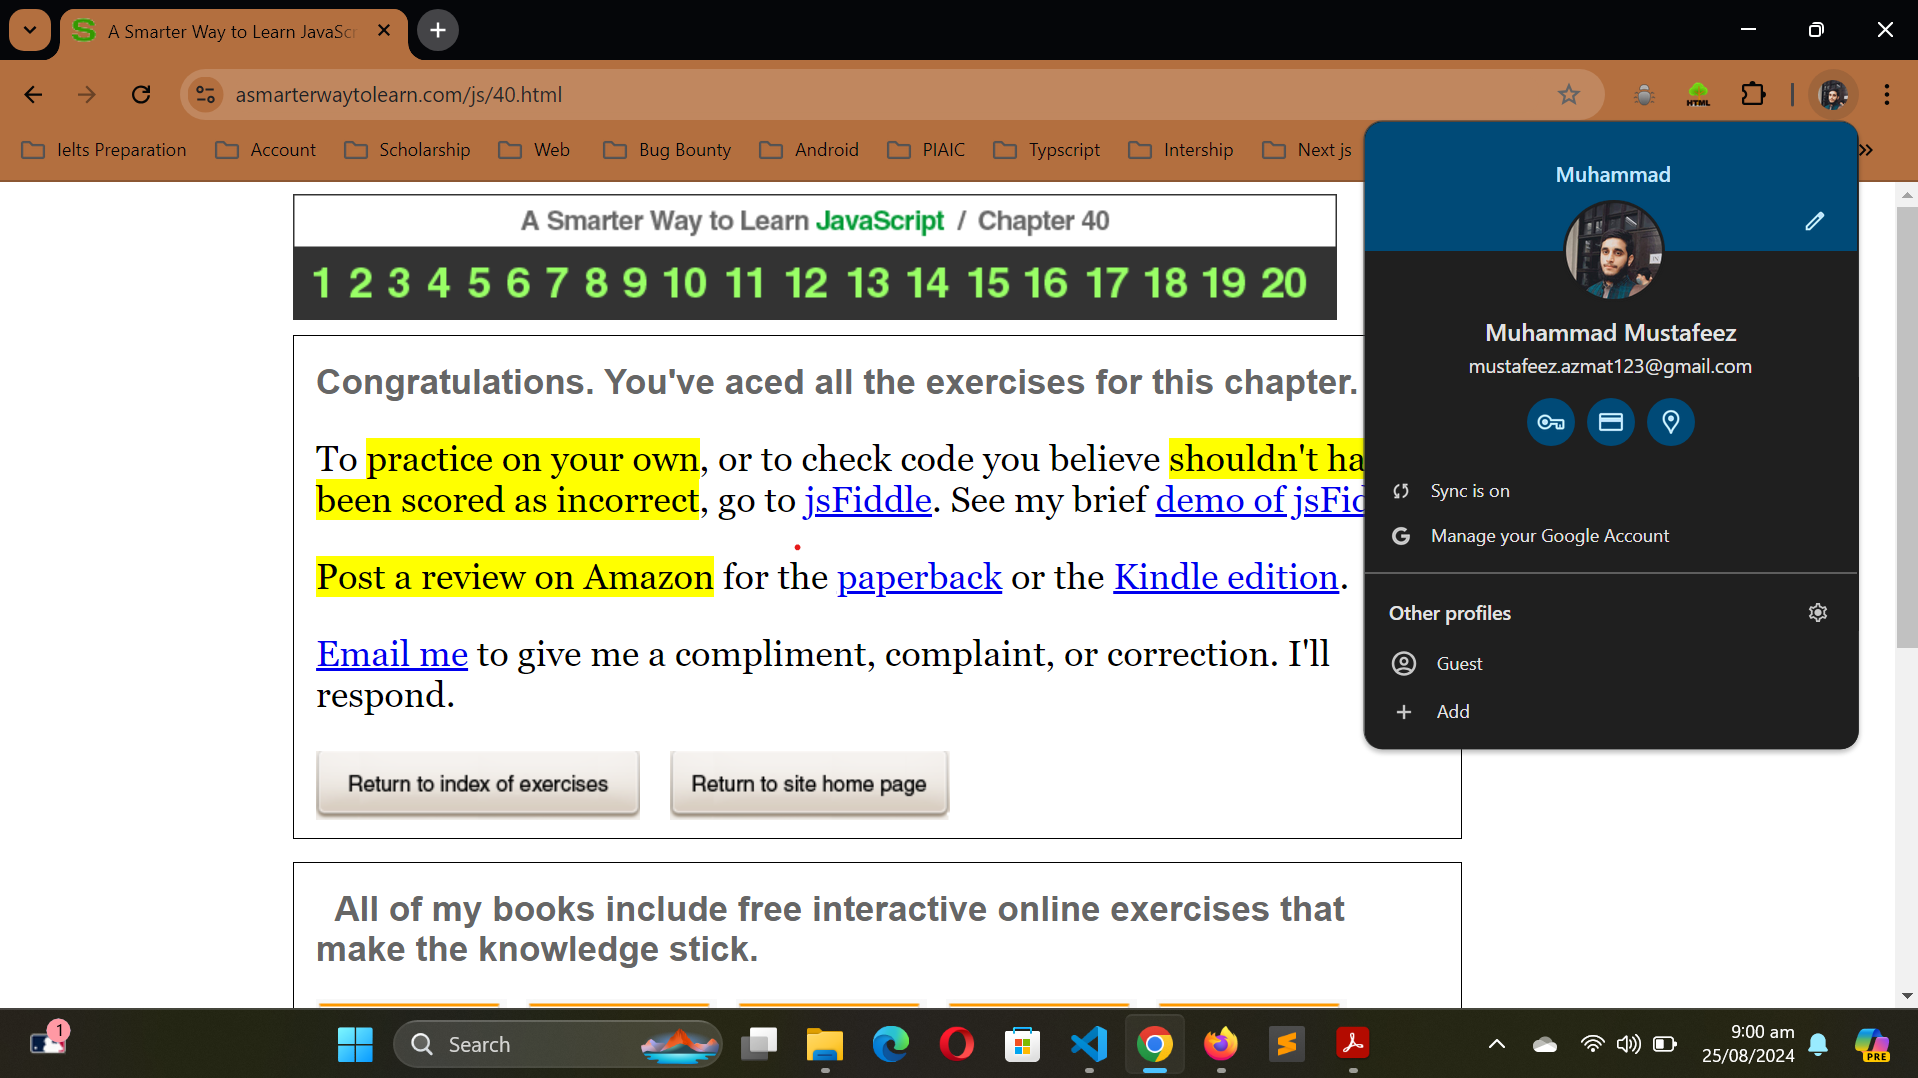 A Smarter Way to Learn JavaScr
asmarterwaytolearn.com/js/40.html
HTML
Ielts Preparation Account Scholarship Web Bug Bounty Android PIAIC Typscript Intership Next js
A Smarter Way to Learn JavaScript / Chapter 40
1 2 3 4 5 6 7 8 9 10 11 12 13 14 15 16 17 18 19 20
Congratulations. You've aced all the exercises for this chapter.
To practice on your own, or to check code you believe shouldn't ha
been scored as incorrect, go to jsFiddle. See my brief demo of jsFid
Post a review on Amazon for the paperback or the Kindle edition.
Email me to give me a compliment, complaint, or correction. I'll
respond.
Return to index of exercises Return to site home page
All of my books include free interactive online exercises that
make the knowledge stick.
Muhammad
Muhammad Mustafeez
mustafeez.azmat123@gmail.com
Sync is on
Manage your Google Account
Other profiles
Guest
Add
1
Search
9:00 am
25/08/2024
PRE